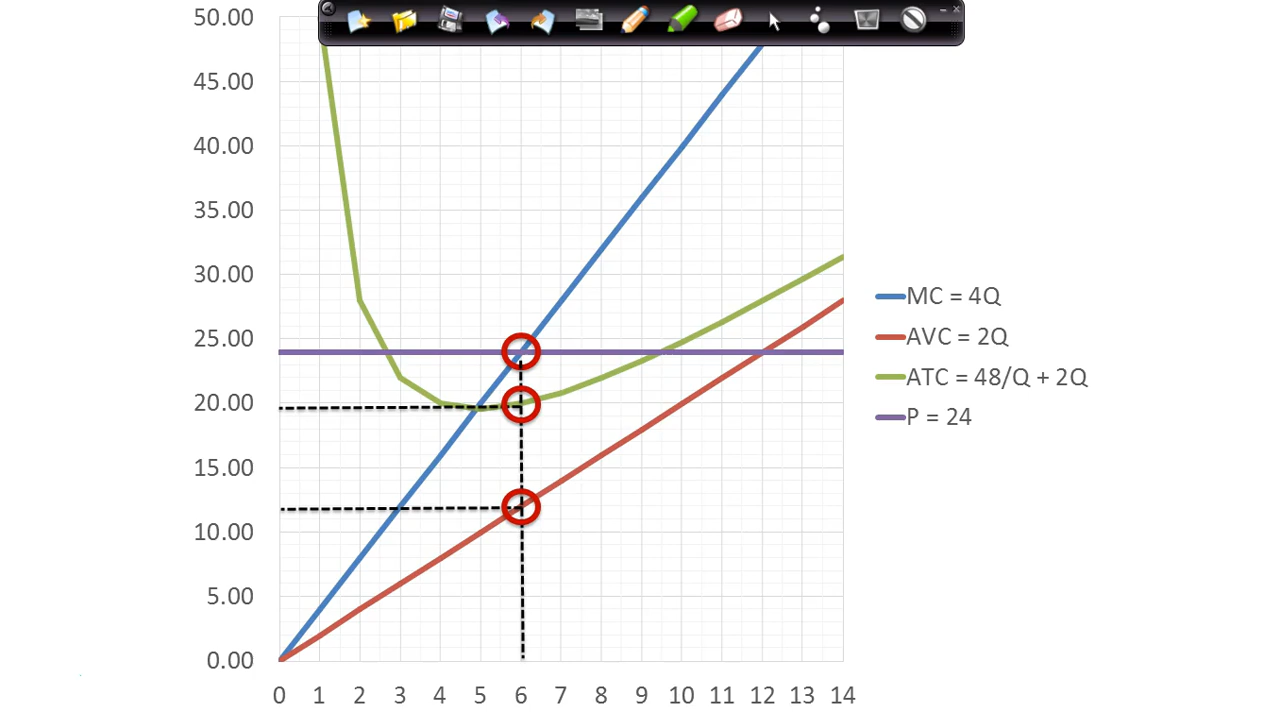 50.00
45.00
40.00
35.00
30.00
25.00
20.00
15.00
10.00
5.00
0.00
0 1 2 3 4 5 6 7 8 9 10 11 12 13 14
MC = 4Q
AVC = 2Q
ATC = 48/Q + 2Q
P = 24